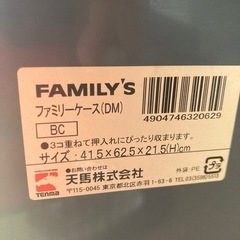 FAMILY'S
ファミリーケース(DM)
4904746320629
BC
●3コ重ねて押入れにぴったり収まります。
サイズ：41.5×62.5×21.5(H)cm
●お問い合わせは
天馬株式会社
TENMA
〒115-0045 東京都北区赤羽1-63-6
外装:PE